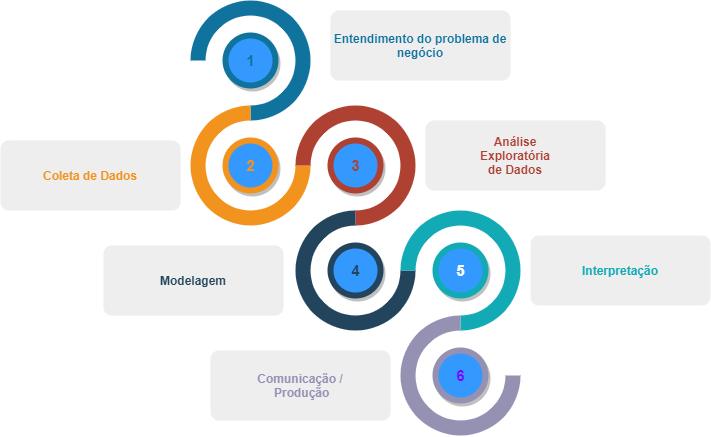 1
Entendimento do problema de
negócio
2
Coleta de Dados
3
Análise
Exploratória
de Dados
4
Modelagem
5
Interpretação
6
Comunicação /
Produção